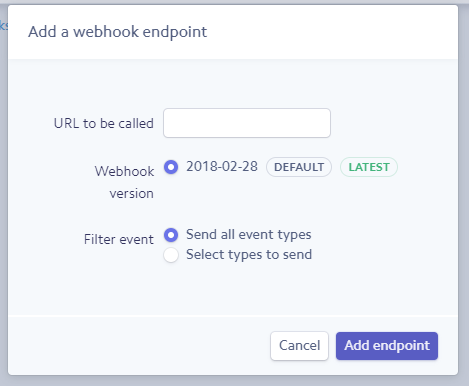 Add a webhook endpoint
URL to be called
Webhook version
2018-02-28 DEFAULT LATEST
Filter event
Send all event types
Select types to send
Cancel Add endpoint